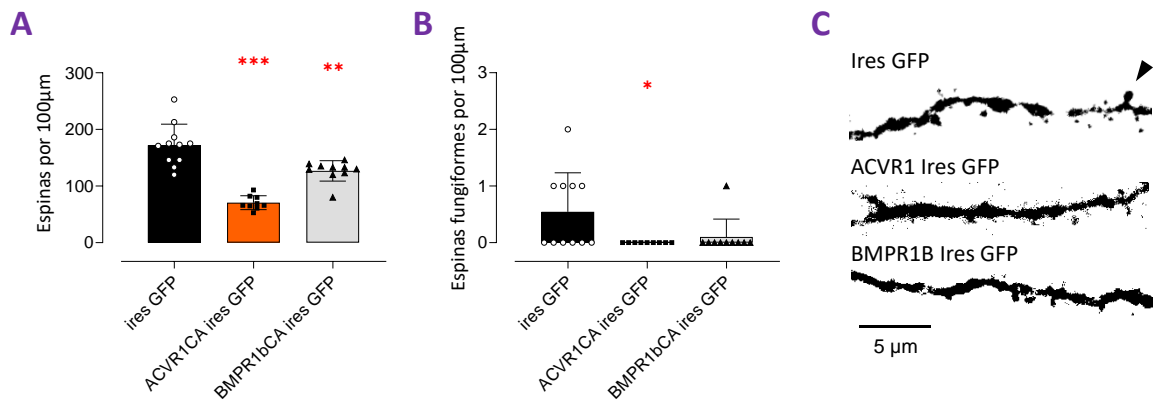 A
Espinas por 100µm
300
200
100
0
***
**
ires GFP
ACVR1CA ires GFP
BMPR1bCA ires GFP
B
Espinas fungiformes por 100µm
3
2
1
0
*
ires GFP
ACVR1CA ires GFP
BMPR1bCA ires GFP
C
Ires GFP
ACVR1 Ires GFP
BMPR1B Ires GFP
5 µm